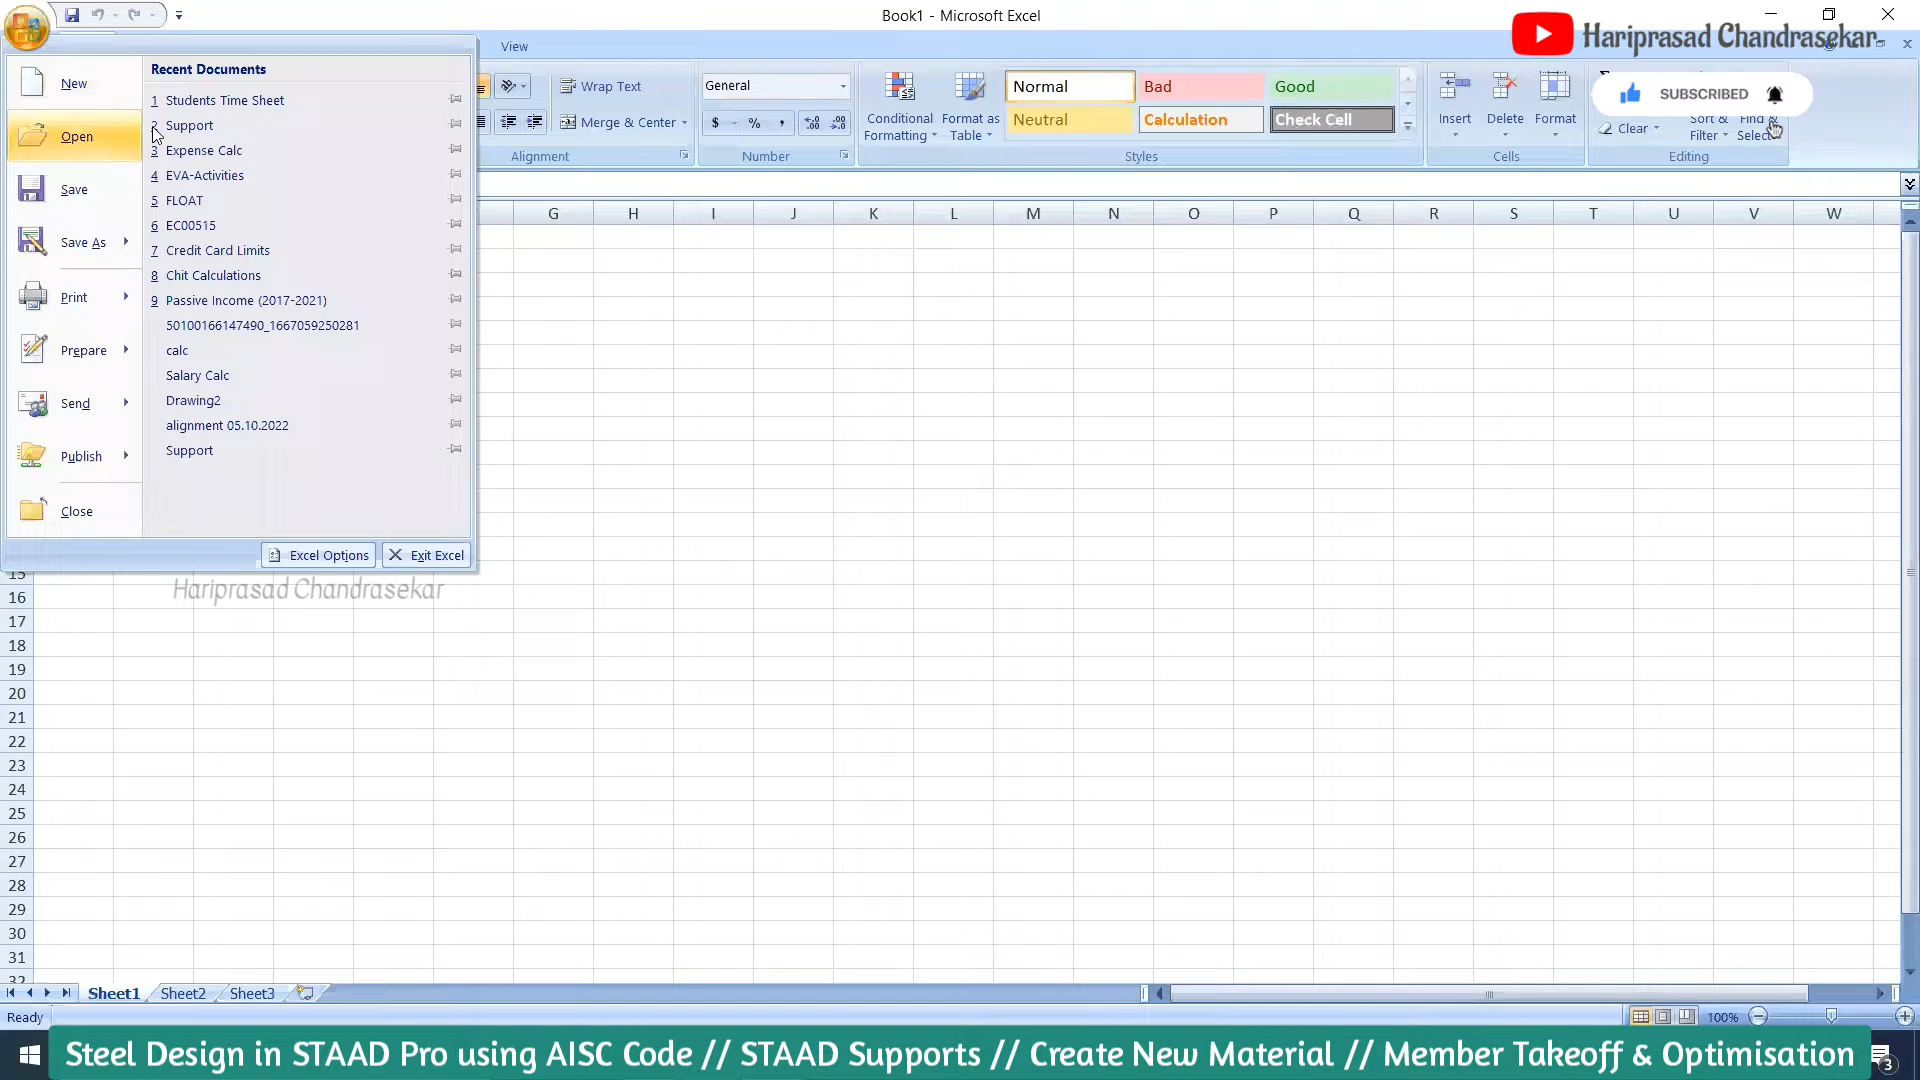 Book1 - Microsoft Excel
Hariprasad Chandrasekar
View
New
Open
Save
Save As
Print
Prepare
Send
Publish
Close
Recent Documents
1 Students Time Sheet
2 Support
3 Expense Calc
4 EVA-Activities
5 FLOAT
6 EC00515
7 Credit Card Limits
8 Chit Calculations
9 Passive Income (2017-2021)
50100166147490_1667059250281
calc
Salary Calc
Drawing2
alignment 05.10.2022
Support
Excel Options
Exit Excel
Wrap Text
Merge & Center
Alignment
General
$ % ,
Number
Conditional
Formatting
Format as
Table
Normal
Bad
Good
Neutral
Calculation
Check Cell
Styles
Insert
Delete
Format
Cells
SUBSCRIBED
Clear
Sort &
Filter
Find &
Select
Editing
G H I J K L M N O P Q R S T U V W
Hariprasad Chandrasekar
15
16
17
18
19
20
21
22
23
24
25
26
27
28
29
30
31
32
Sheet1 Sheet2 Sheet3
Ready
100%
Steel Design in STAAD Pro using AISC Code // STAAD Supports // Create New Material // Member Takeoff & Optimisation
3